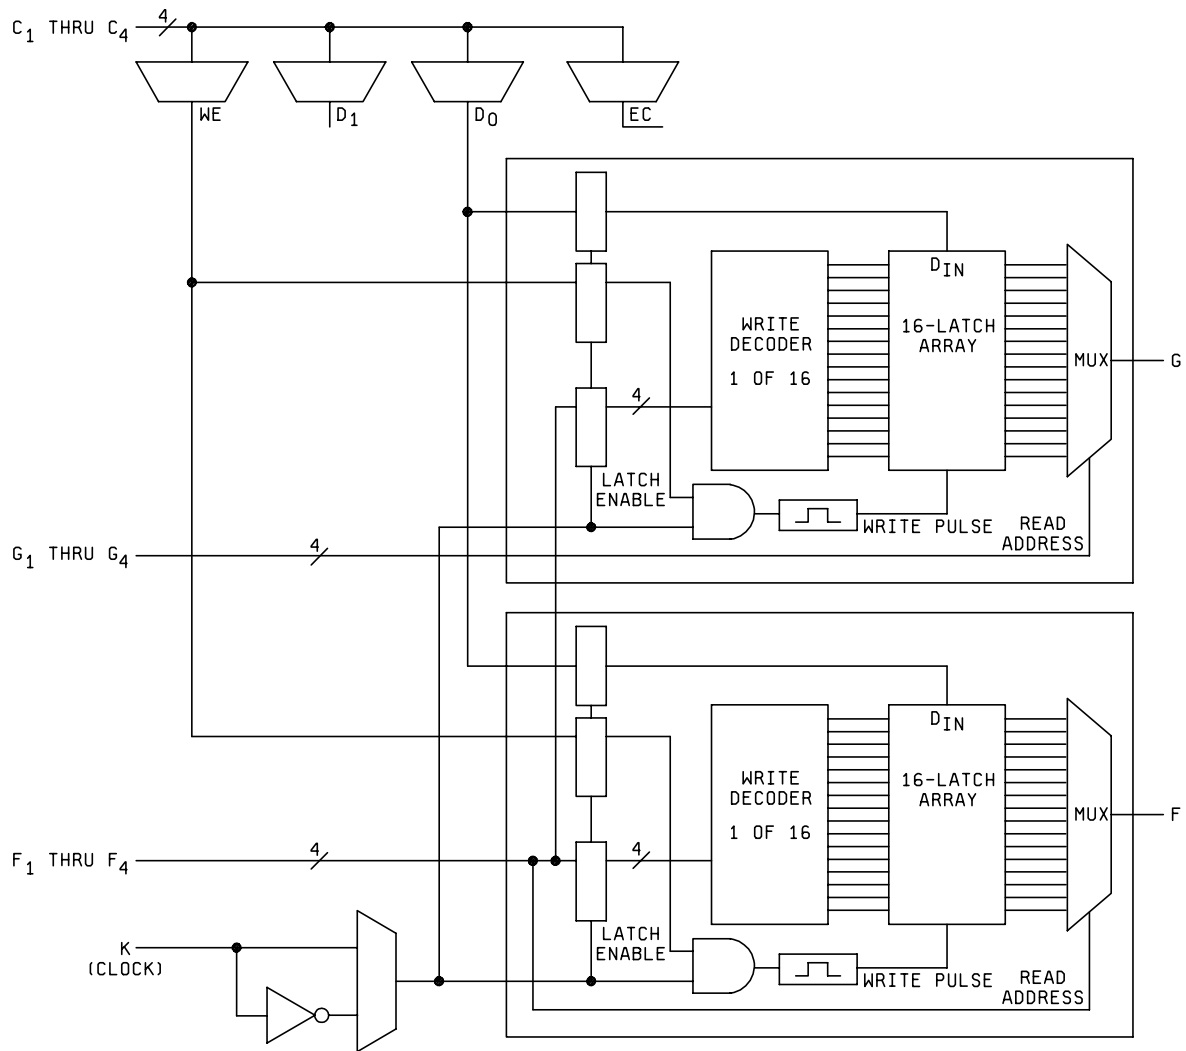 C1 THRU C4
4
WE
D1
D0
EC
DIN
WRITE
DECODER
1 OF 16
16-LATCH
ARRAY
MUX
G
4
LATCH
ENABLE
WRITE PULSE
READ
ADDRESS
G1 THRU G4
4
DIN
WRITE
DECODER
1 OF 16
16-LATCH
ARRAY
MUX
F
F1 THRU F4
4
4
LATCH
ENABLE
WRITE PULSE
READ
ADDRESS
K
(CLOCK)